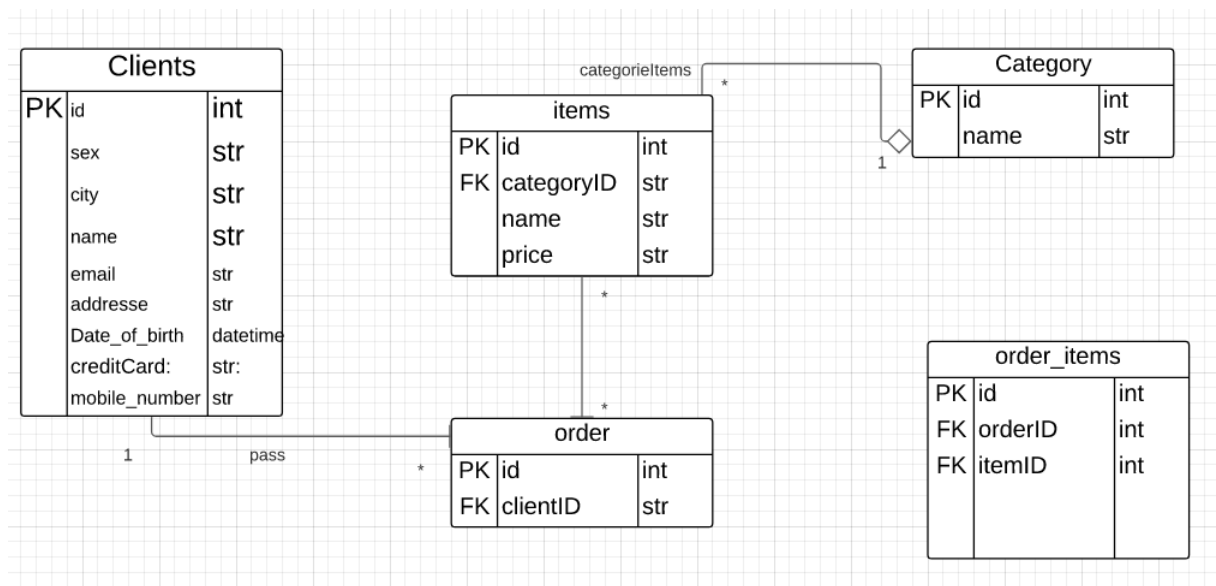 Clients
PK id int
sex str
city str
name str
email str
addresse str
Date_of_birth datetime
creditCard: str:
mobile_number str
categorieItems
*
items
PK id int
FK categoryID str
name str
price str
*
1
Category
PK id int
name str
*
order
PK id int
FK clientID str
1 pass *
order_items
PK id int
FK orderID int
FK itemID int